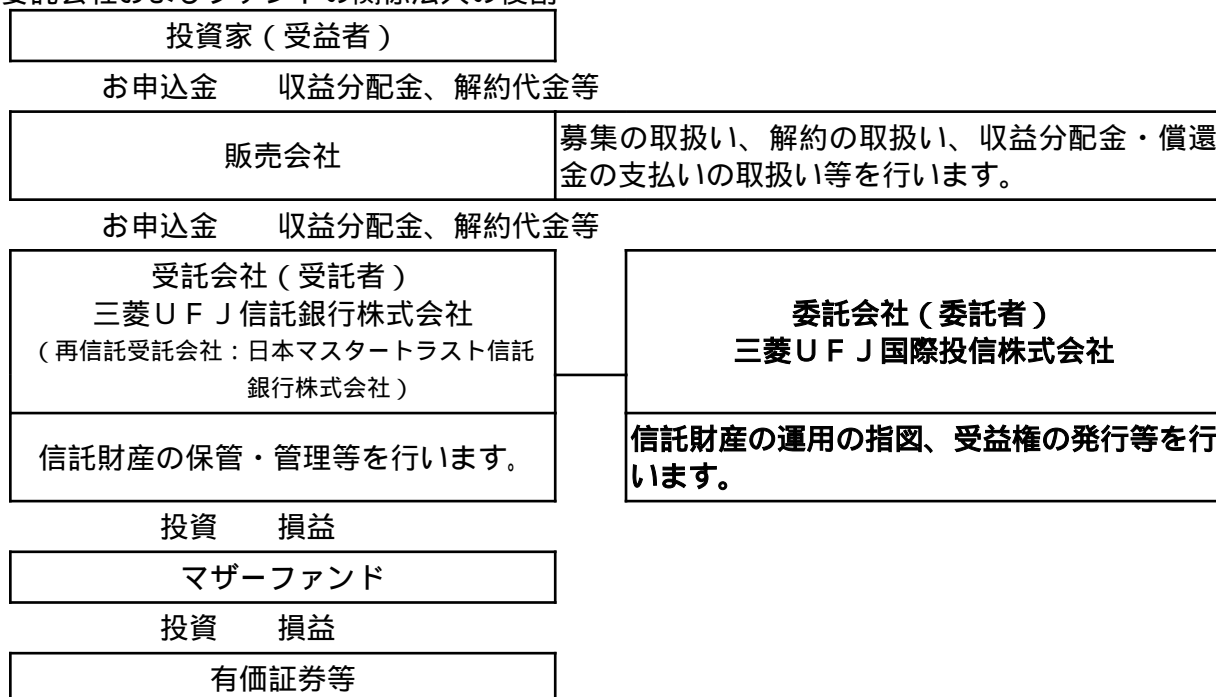 委託会社およびファンドの関係法人の役割
投資家（受益者）
お申込金　　収益分配金、解約代金等
販売会社
募集の取扱い、解約の取扱い、収益分配金・償還
金の支払いの取扱い等を行います。
お申込金　　収益分配金、解約代金等
受託会社（受託者）
三菱ＵＦＪ信託銀行株式会社
（再信託受託会社：日本マスタートラスト信託
銀行株式会社）
委託会社（委託者）
三菱ＵＦＪ国際投信株式会社
信託財産の保管・管理等を行います。
信託財産の運用の指図、受益権の発行等を行
います。
投資　　損益
マザーファンド
投資　　損益
有価証券等